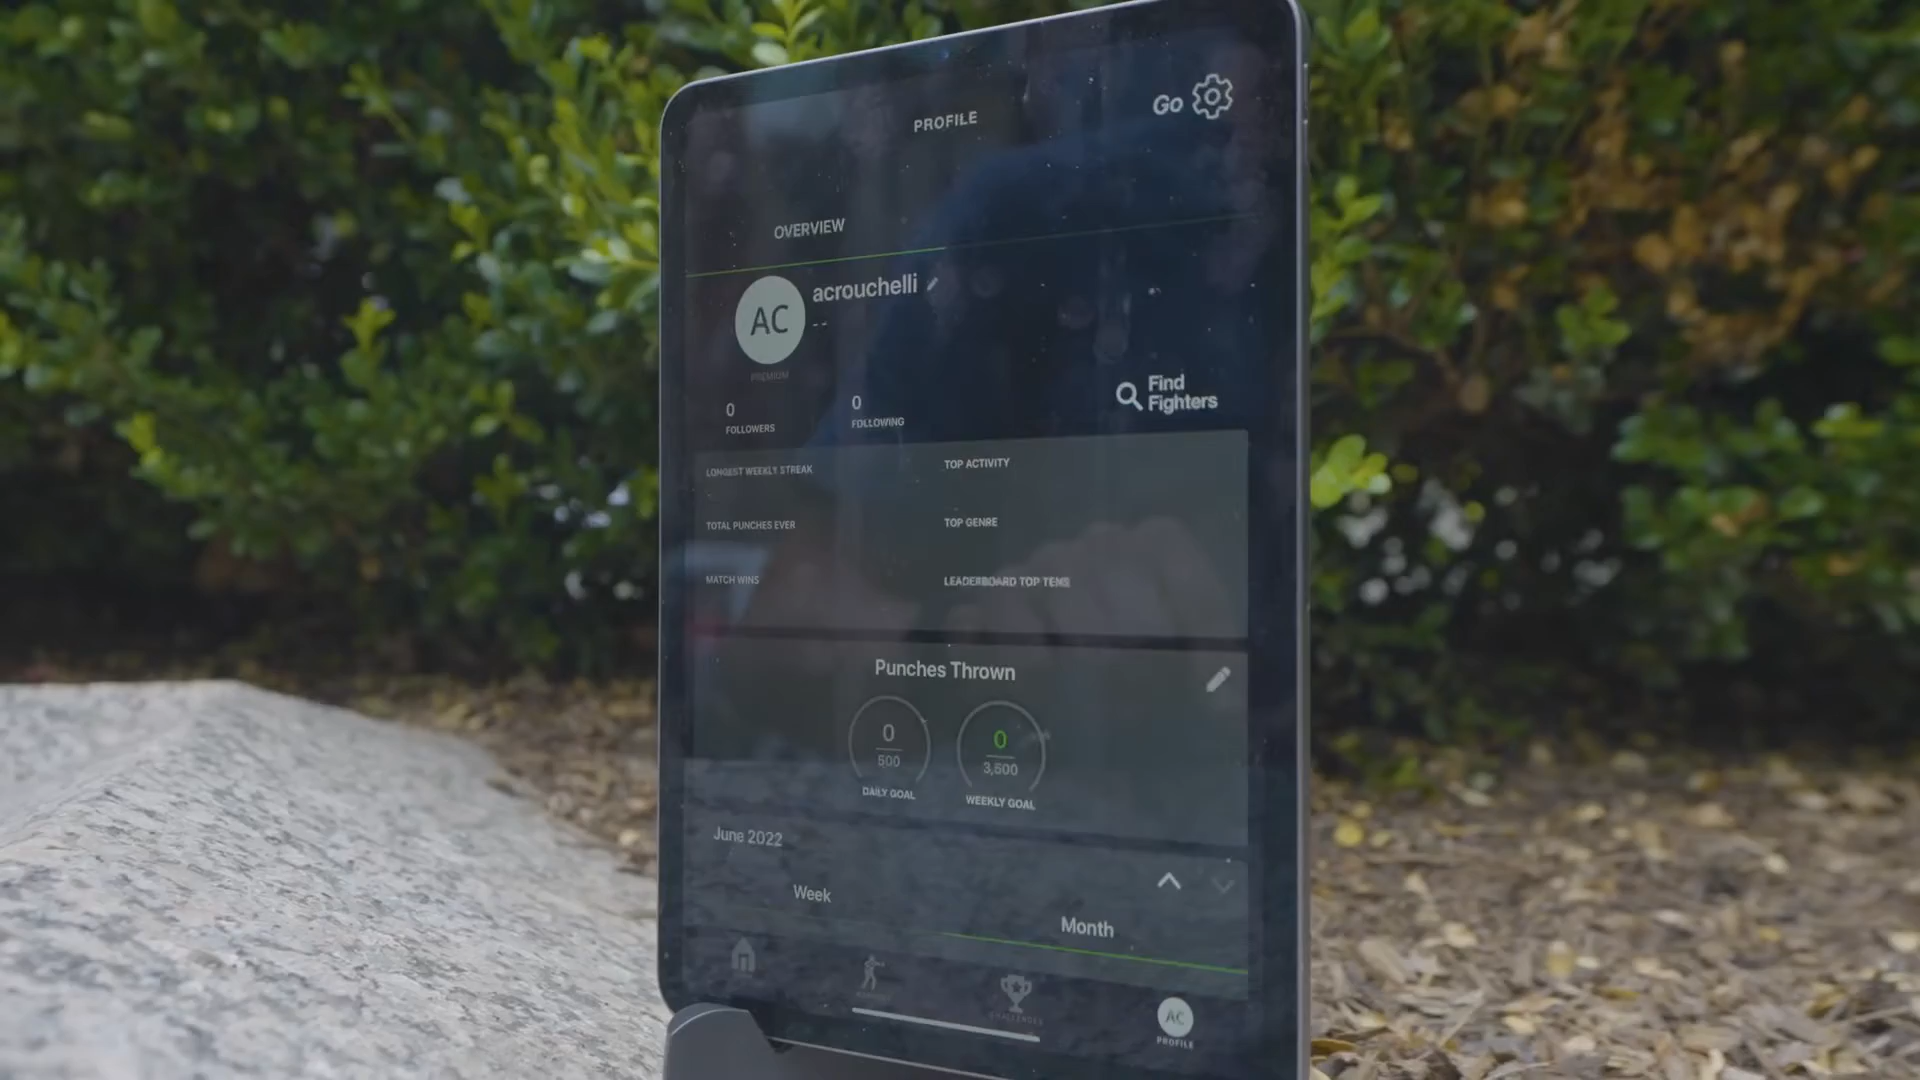 PROFILE
Go
OVERVIEW
AC
acrouchelli
--
PREMIUM
0
FOLLOWERS
0
FOLLOWING
Find
Fighters
LONGEST WEEKLY STREAK
TOP ACTIVITY
TOTAL PUNCHES EVER
TOP GENRE
MATCH WINS
LEADERBOARD TOP TENS
Punches Thrown
0
500
DAILY GOAL
0
3,500
WEEKLY GOAL
June 2022
Week
Month
CHALLENGES
AC
PROFILE